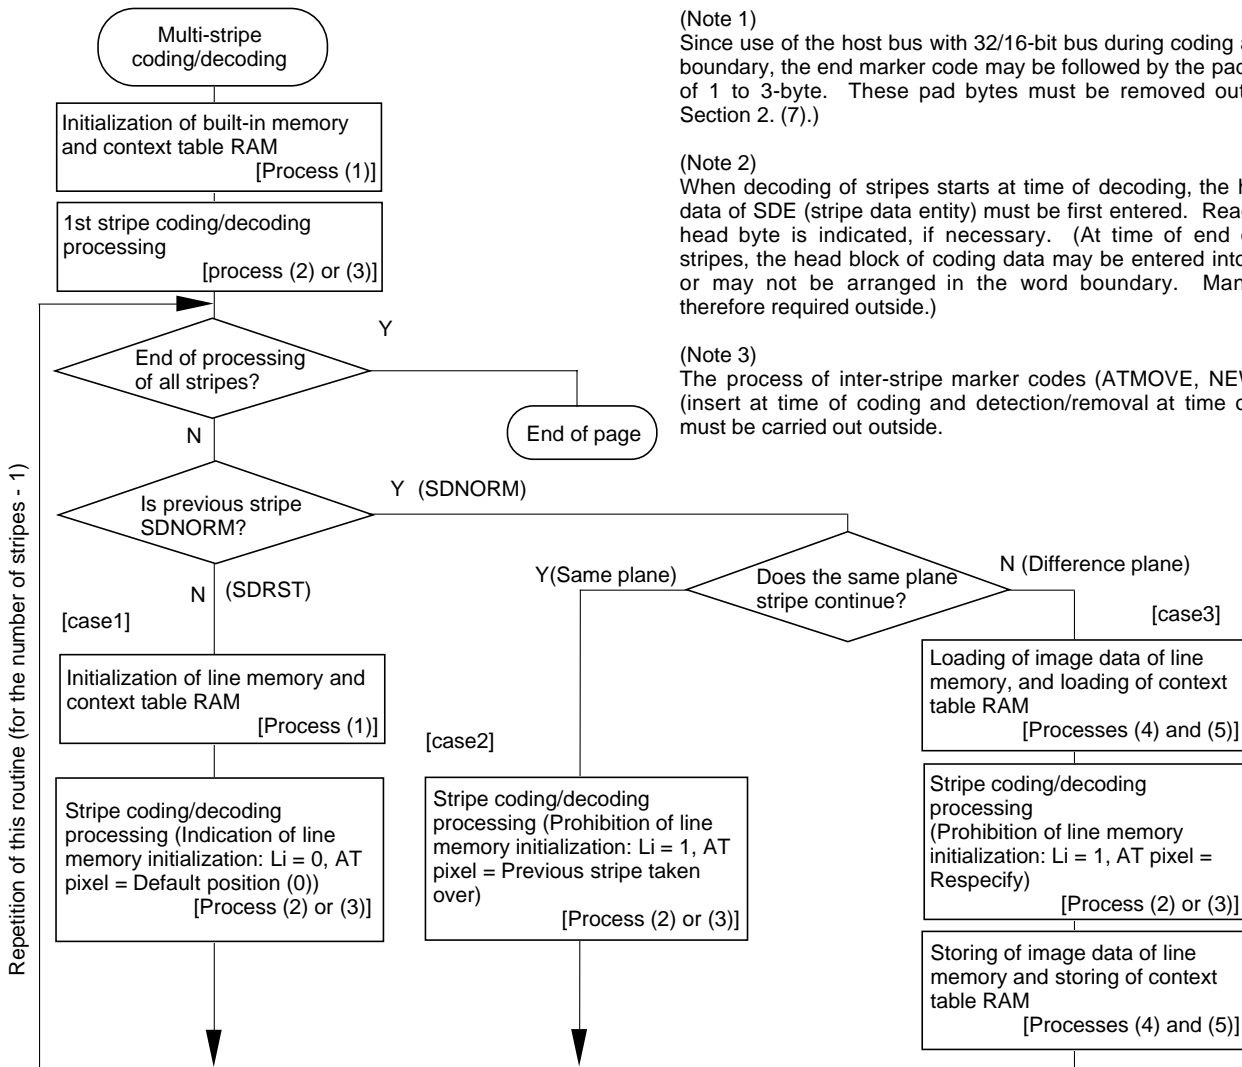 Multi-stripe
coding/decoding
Initialization of built-in memory
and context table RAM
[Process (1)]
1st stripe coding/decoding
processing
[process (2) or (3)]
End of processing
of all stripes?
Y
N
End of page
Is previous stripe
SDNORM?
Y (SDNORM)
N (SDRST)
Does the same plane
stripe continue?
Y(Same plane)
N (Difference plane)
[case1]
Initialization of line memory and
context table RAM
[Process (1)]
Stripe coding/decoding
processing (Indication of line
memory initialization: Li = 0, AT
pixel = Default position (0))
[Process (2) or (3)]
[case2]
Stripe coding/decoding
processing (Prohibition of line
memory initialization: Li = 1, AT
pixel = Previous stripe taken
over)
[Process (2) or (3)]
[case3]
Loading of image data of line
memory, and loading of context
table RAM
[Processes (4) and (5)]
Stripe coding/decoding
processing
(Prohibition of line memory
initialization: Li = 1, AT pixel =
Respecify)
[Process (2) or (3)]
Storing of image data of line
memory and storing of context
table RAM
[Processes (4) and (5)]
Repetition of this routine (for the number of stripes - 1)
(Note 1)
Since use of the host bus with 32/16-bit bus during coding
boundary, the end marker code may be followed by the
of 1 to 3-byte. These pad bytes must be removed
Section 2. (7).)
(Note 2)
When decoding of stripes starts at time of decoding, the
data of SDE (stripe data entity) must be first entered.
head byte is indicated, if necessary. (At time of end
stripes, the head block of coding data may be entered
or may not be arranged in the word boundary.
therefore required outside.)
(Note 3)
The process of inter-stripe marker codes (ATMOVE,
(insert at time of coding and detection/removal at time
must be carried out outside.